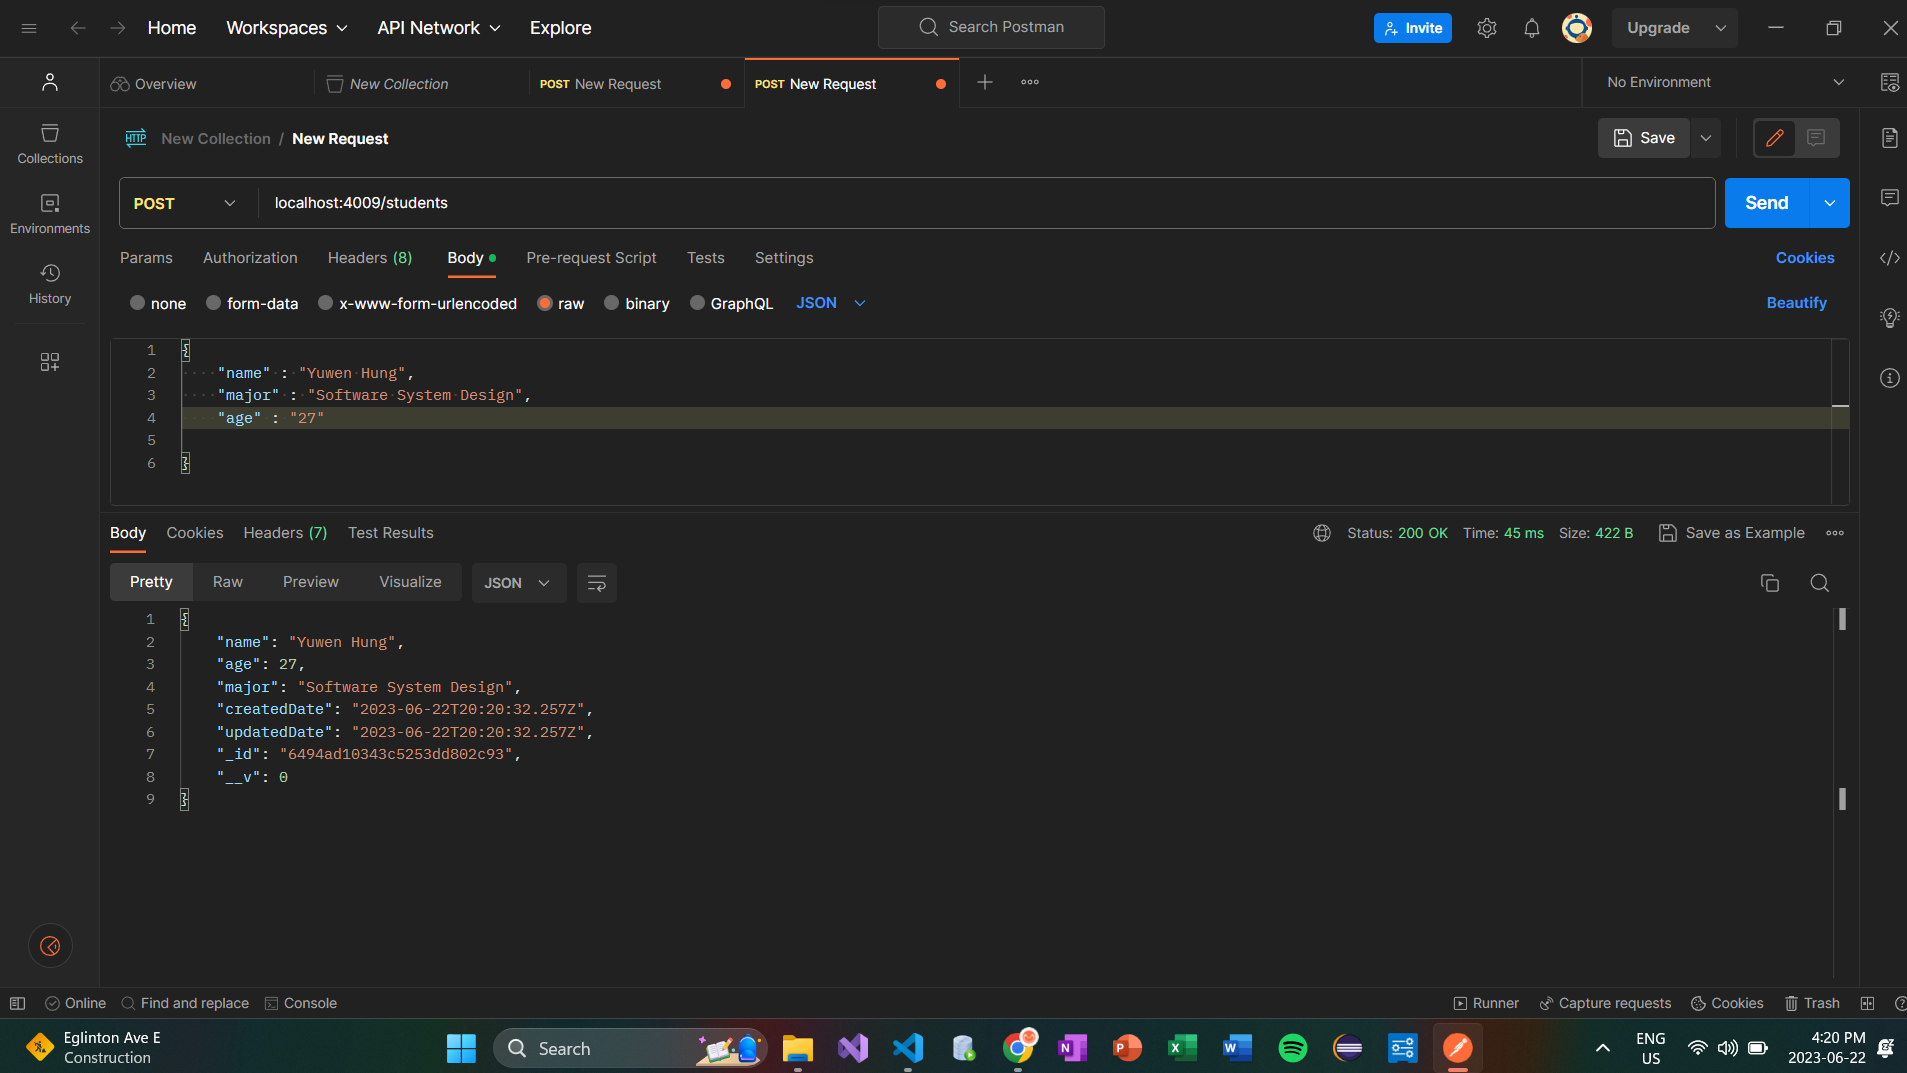 Home Workspaces API Network Explore Search Postman Invite Upgrade
Overview New Collection POST New Request POST New Request No Environment
HTTP New Collection / New Request Save
Collections
Environments
History
POST localhost:4009/students Send
Params Authorization Headers (8) Body Pre-request Script Tests Settings Cookies
none form-data x-www-form-urlencoded raw binary GraphQL JSON Beautify
1 {
2 "name" : "Yuwen Hung",
3 "major" : "Software System Design",
4 "age" : "27"
5
6 }
Body Cookies Headers (7) Test Results Status: 200 OK Time: 45 ms Size: 422 B Save as Example
Pretty Raw Preview Visualize JSON
1 {
2 "name": "Yuwen Hung",
3 "age": 27,
4 "major": "Software System Design",
5 "createdDate": "2023-06-22T20:20:32.257Z",
6 "updatedDate": "2023-06-22T20:20:32.257Z",
7 "_id": "6494ad10343c5253dd802c93",
8 "__v": 0
9 }
Online Find and replace Console Runner Capture requests Cookies Trash
Eglinton Ave E
Construction
Search
ENG
US
4:20 PM
2023-06-22